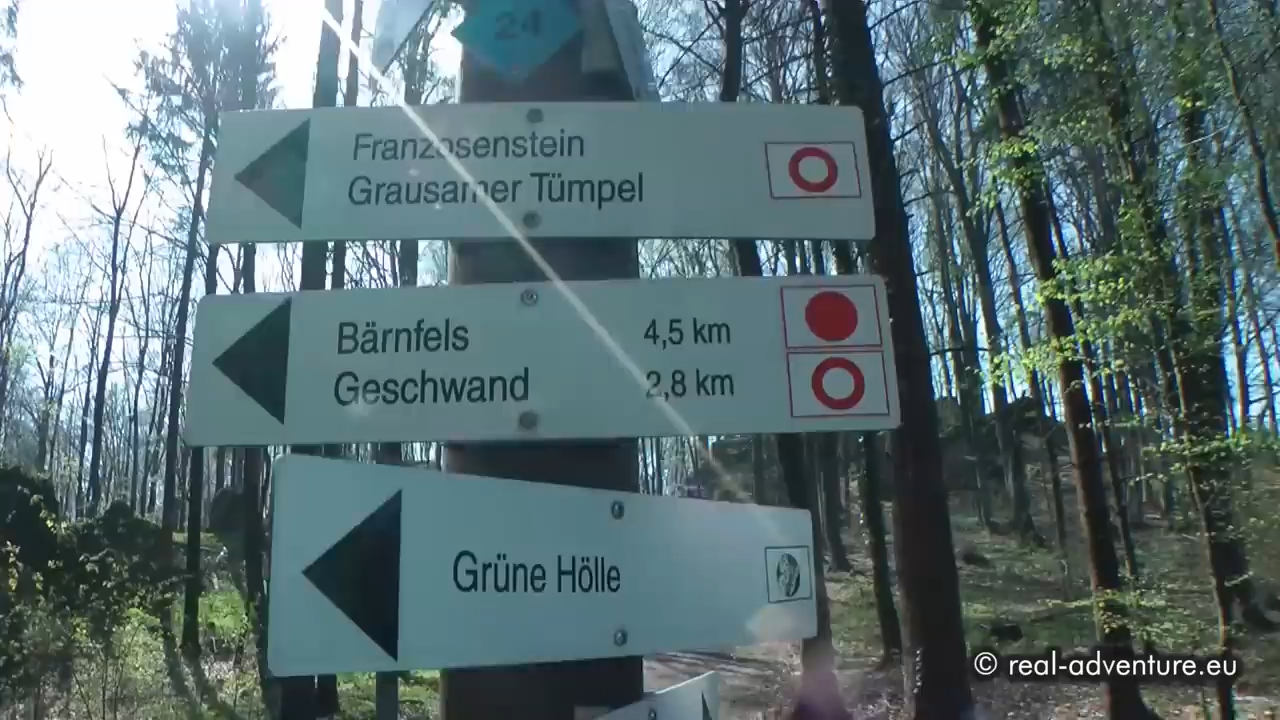 24
Franzosenstein
Grausamer Tümpel
Bärnfels 4,5 km
Geschwand 2,8 km
Grüne Hölle
© real-adventure.eu